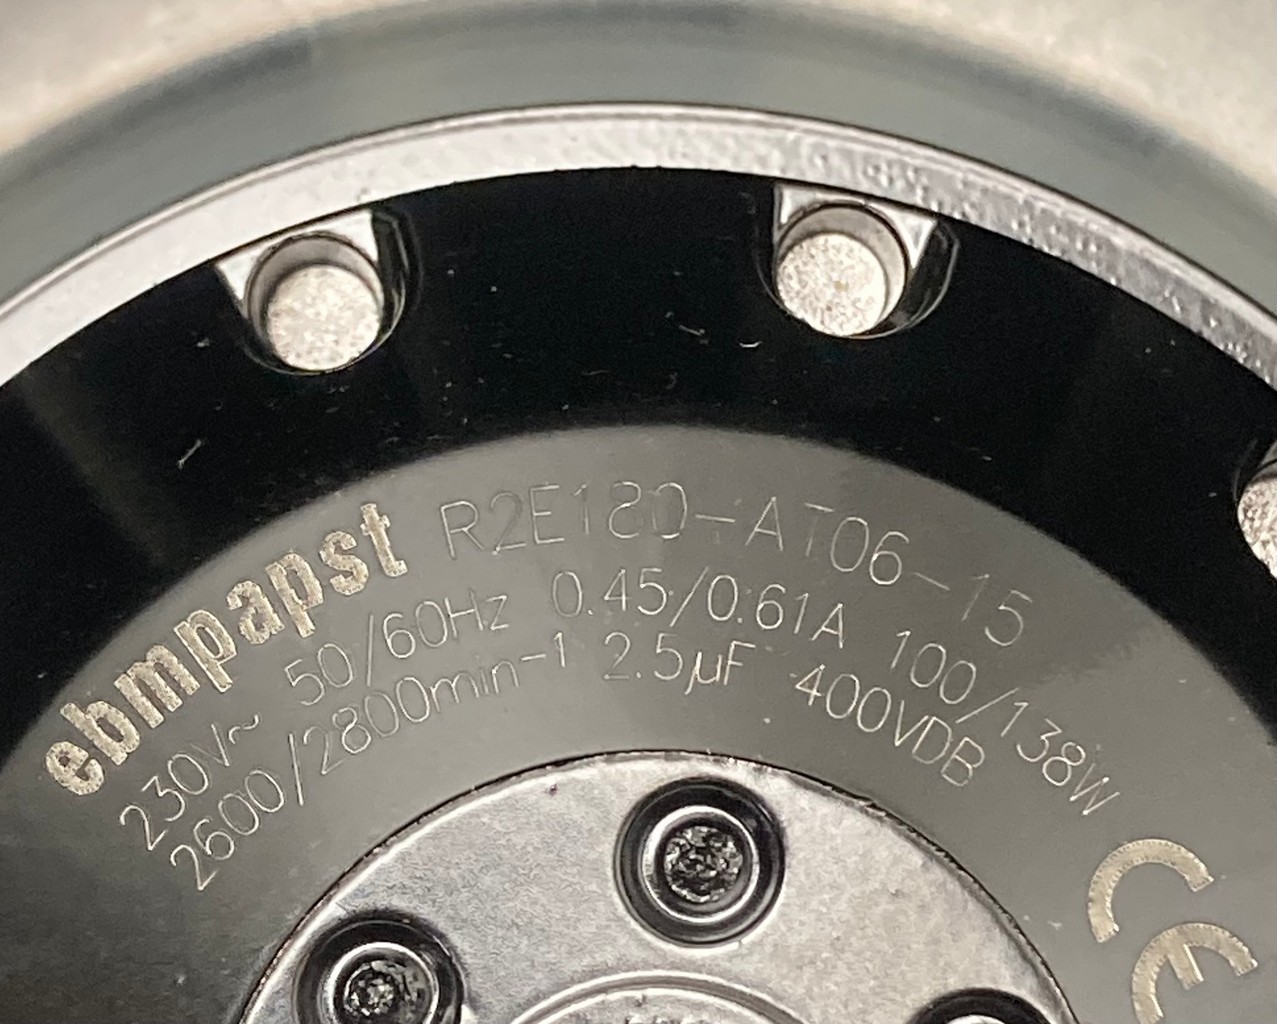 ebmpapst R2E180-AT06-15
230V~ 50/60Hz 0.45/0.61A 100/138W
2600/2800min⁻¹ 2.5µF 400VDB
CE